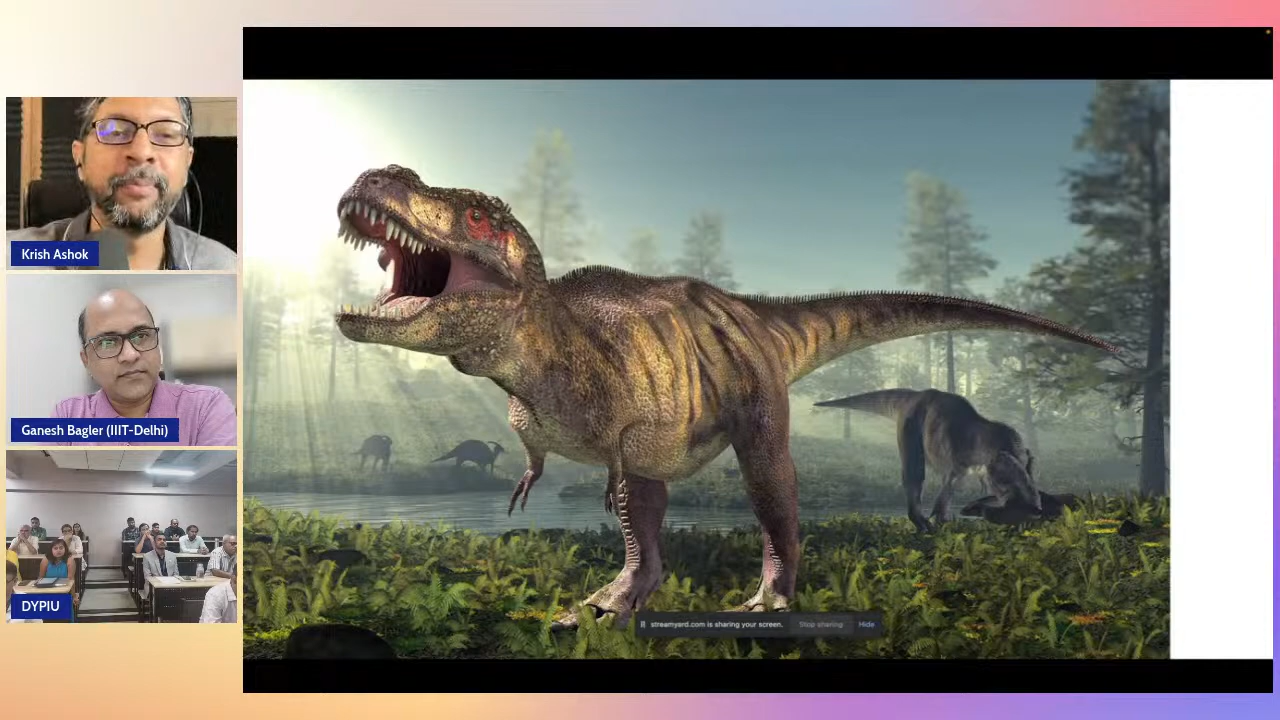 Krish Ashok
Ganesh Bagler (IIIT-Delhi)
DYPIU
streamyard.com is sharing your screen.
Stop sharing
Hide